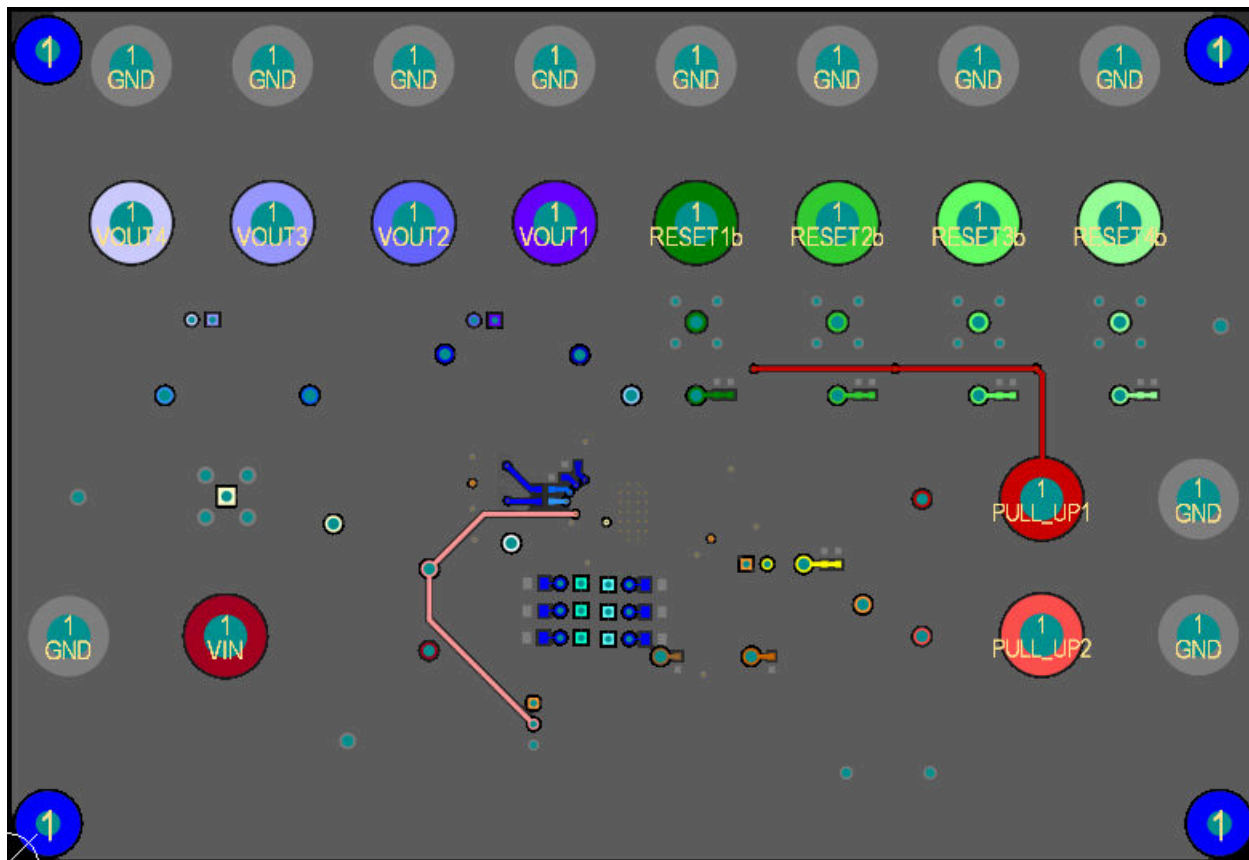 1 1
1 1 1 1 1 1 1 1
GND GND GND GND GND GND GND GND
1 1 1 1 1 1 1 1
VOUT4 VOUT3 VOUT2 VOUT1 RESET1b RESET2b RESET3b RESET4b
1 1
PULL_UP1 GND
1 1 1 1
GND VIN PULL_UP2 GND
1 1